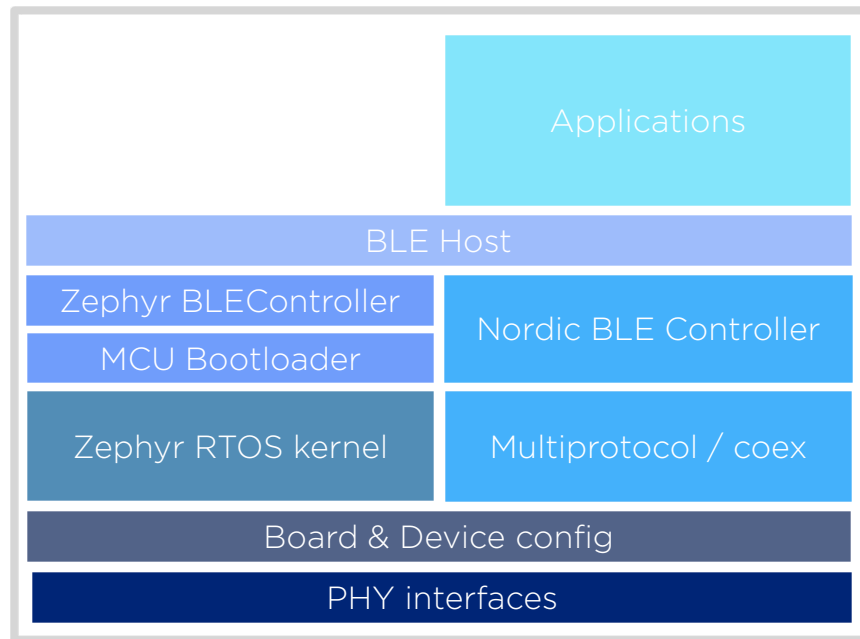 Applications
BLE Host
Zephyr BLEController
Nordic BLE Controller
MCU Bootloader
Zephyr RTOS kernel
Multiprotocol / coex
Board & Device config
PHY interfaces